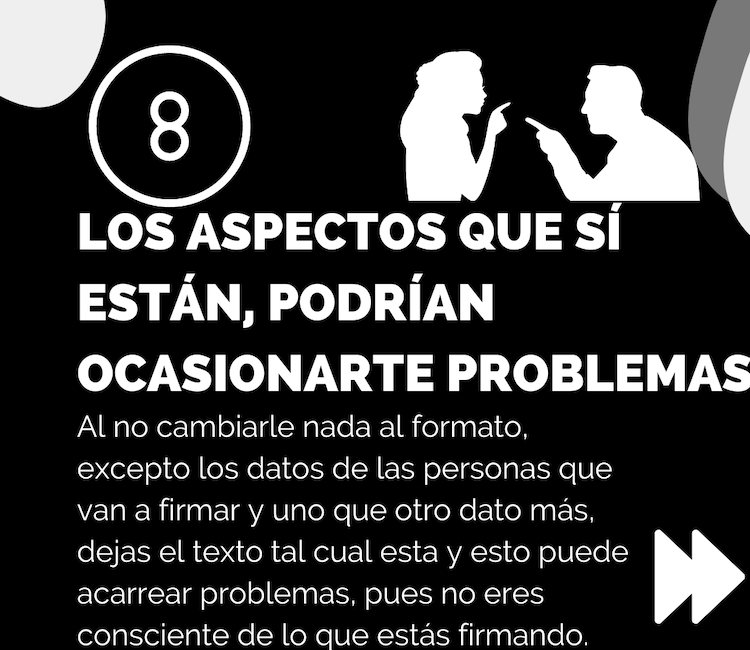 8
LOS ASPECTOS QUE SÍ
ESTÁN, PODRÍAN
OCASIONARTE PROBLEMAS
Al no cambiarle nada al formato,
excepto los datos de las personas que
van a firmar y uno que otro dato más,
dejas el texto tal cual esta y esto puede
acarrear problemas, pues no eres
consciente de lo que estás firmando.